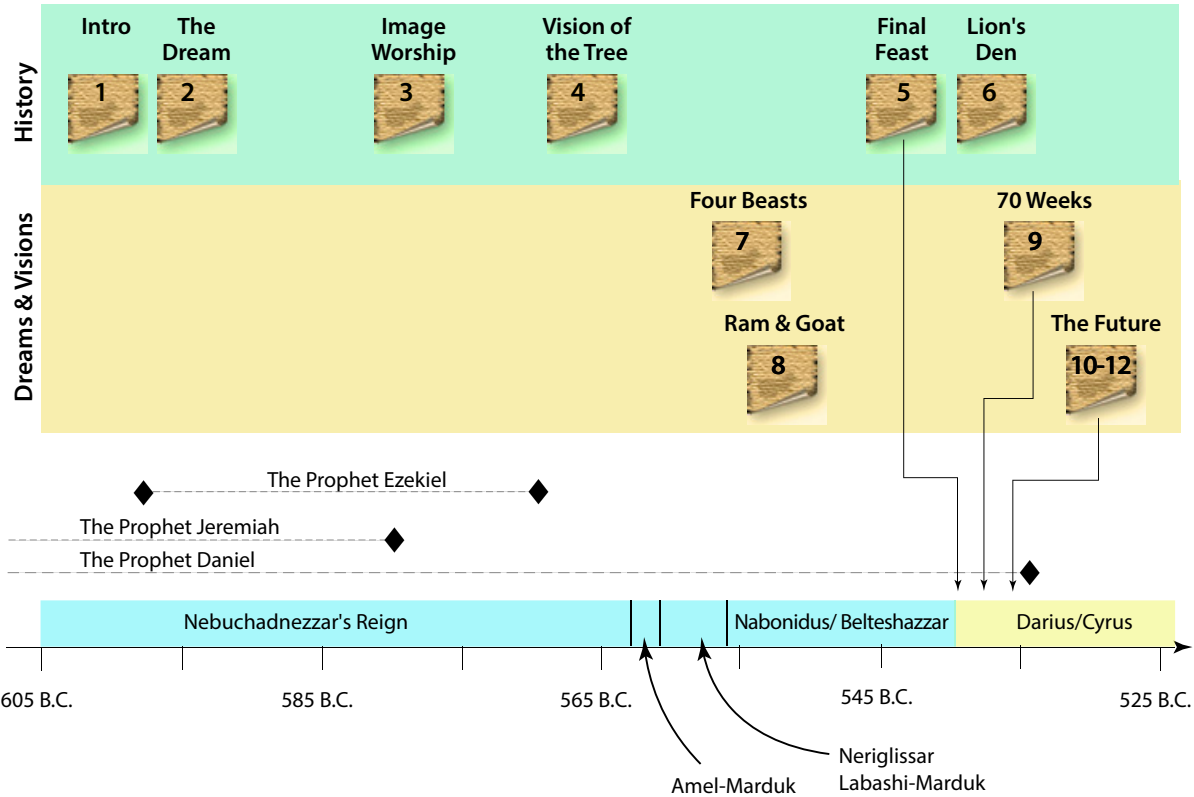 History
Intro
The
Dream
Image
Worship
Vision of
the Tree
Final
Feast
Lion's
Den
1
2
3
4
5
6
Dreams & Visions
Four Beasts
70 Weeks
7
9
Ram & Goat
The Future
8
10-12
The Prophet Ezekiel
The Prophet Jeremiah
The Prophet Daniel
Nebuchadnezzar's Reign
Nabonidus/ Belteshazzar
Darius/Cyrus
605 B.C.
585 B.C.
565 B.C.
545 B.C.
525 B.C.
Amel-Marduk
Neriglissar
Labashi-Marduk